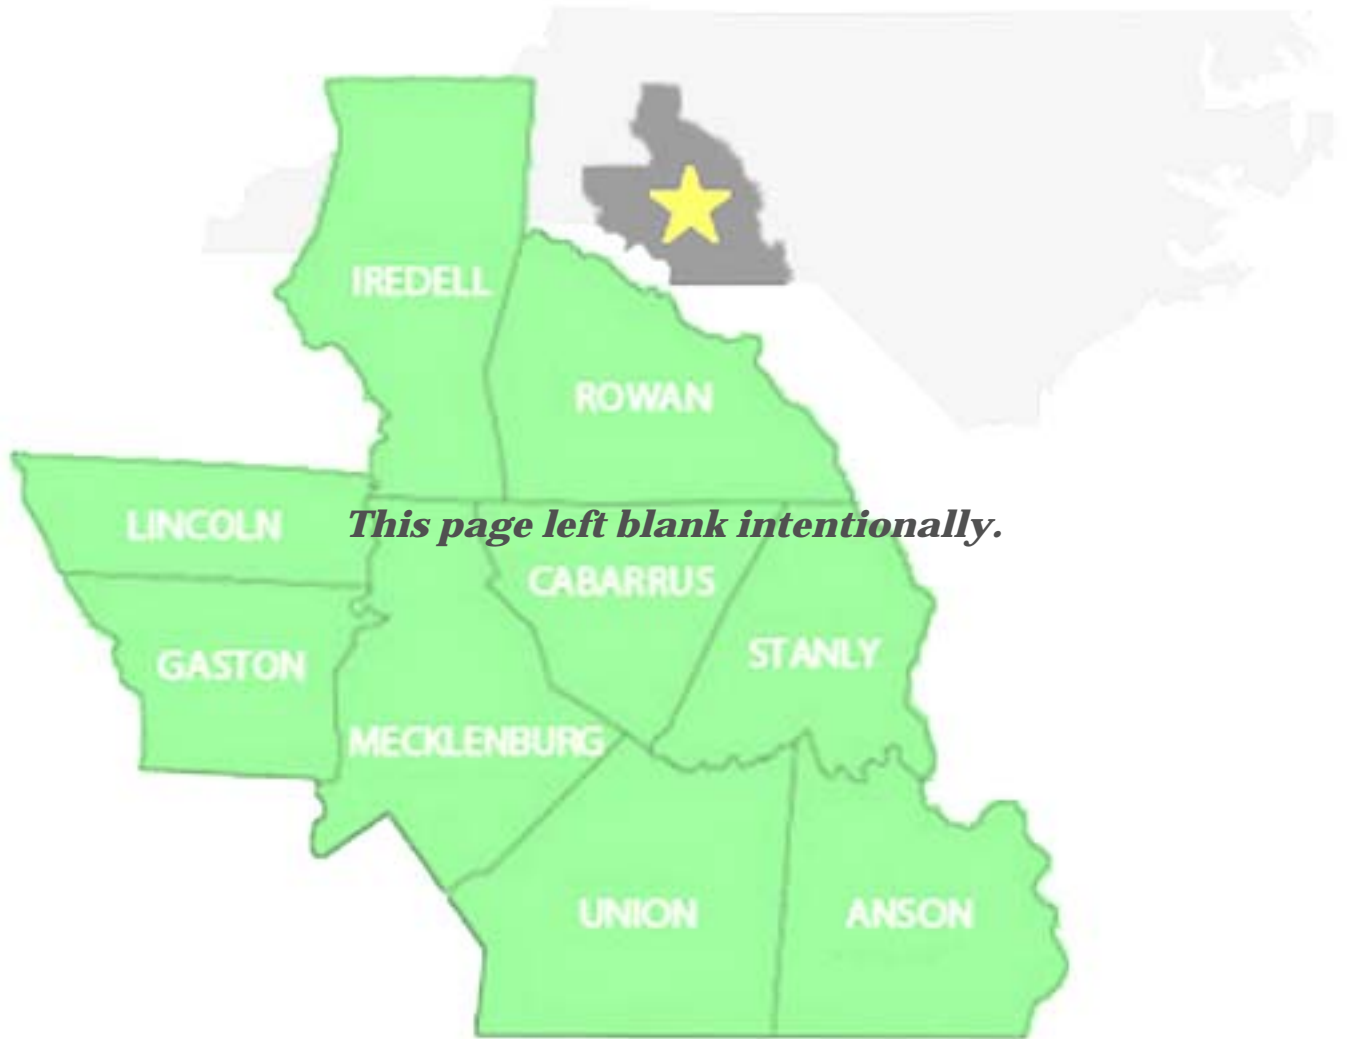 IREDELL
ROWAN
LINCOLN
This page left blank intentionally.
CABARRUS
STANLY
GASTON
MECKLENBURG
UNION
ANSON